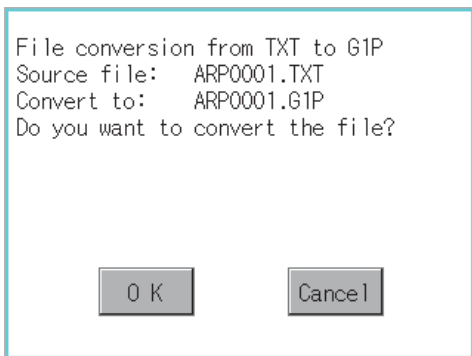 File conversion from TXT to G1P
Source file: ARP0001.TXT
Convert to: ARP0001.G1P
Do you want to convert the file?
O K
Cancel